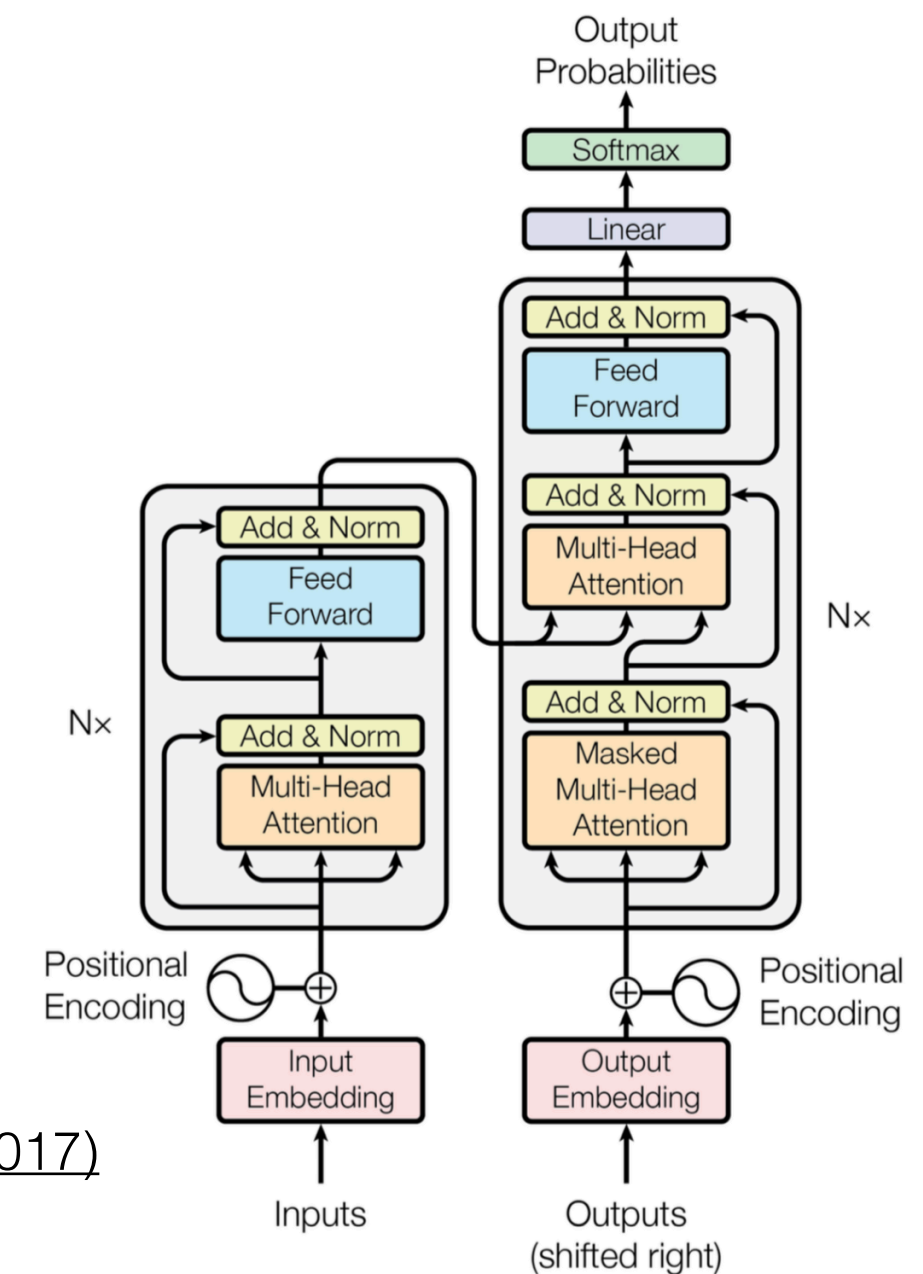 Output
Probabilities
Softmax
Linear
Add & Norm
Feed
Forward
Add & Norm
Multi-Head
Attention
Nx
Add & Norm
Masked
Multi-Head
Attention
Add & Norm
Feed
Forward
Nx
Add & Norm
Multi-Head
Attention
Positional
Encoding
Positional
Encoding
Input
Embedding
Output
Embedding
017)
Inputs
Outputs
(shifted right)